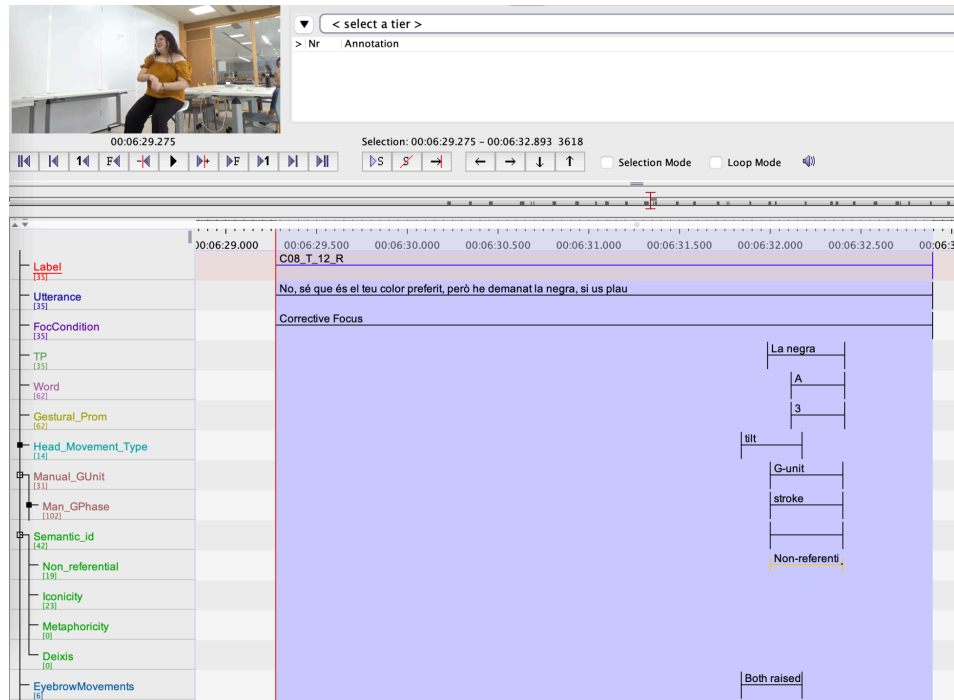 < select a tier >
> Nr Annotation
00:06:29.275
Selection: 00:06:29.275 - 00:06:32.893 3618
1 F F 1 S S Selection Mode Loop Mode
00:06:29.000 00:06:29.500 00:06:30.000 00:06:30.500 00:06:31.000 00:06:31.500 00:06:32.000 00:06:32.500 00:06:3
Label C08_T_12_R
[35]
Utterance No, sé que és el teu color preferit, però he demanat la negra, si us plau
[35]
FocCondition Corrective Focus
[35]
TP La negra
[35]
Word A
[62]
Gestural_Prom 3
[62]
Head_Movement_Type tilt
[14]
Manual_GUnit G-unit
[31]
Man_GPhase stroke
[102]
Semantic_id
[42]
Non_referential Non-referenti.
[19]
Iconicity
[23]
Metaphoricity
[0]
Deixis
[0]
EyebrowMovements Both raised
[6]